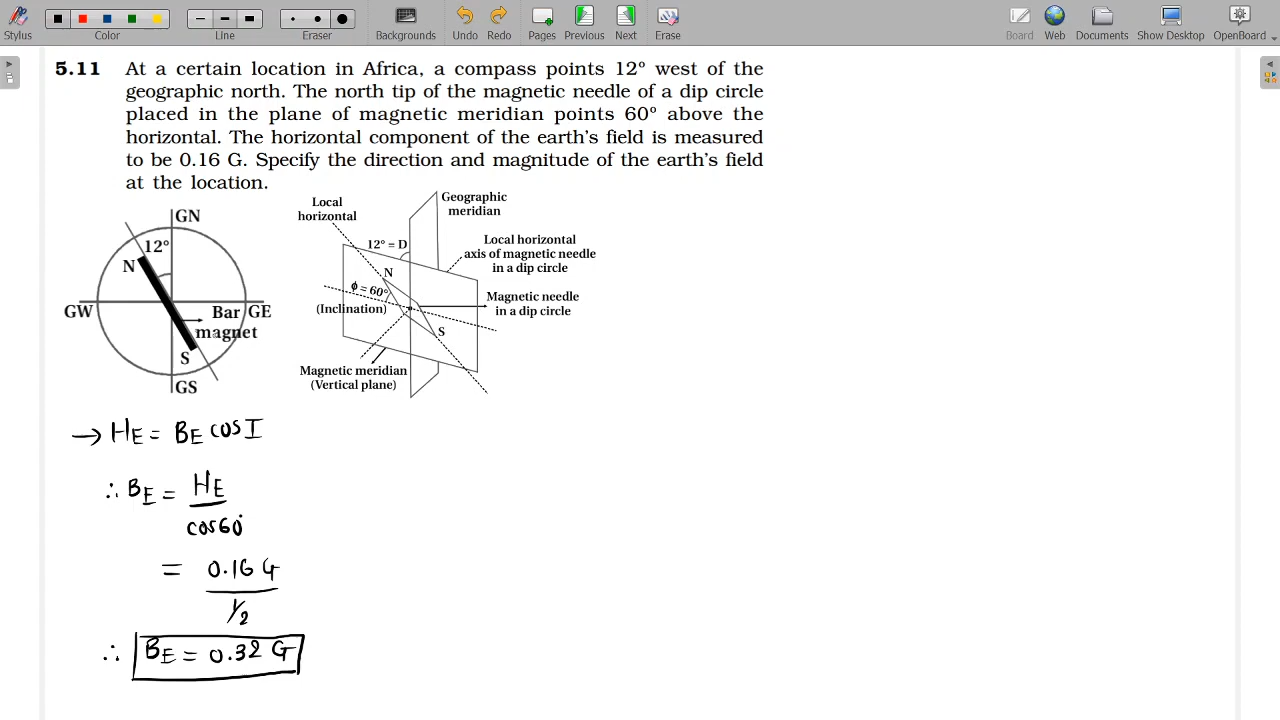 Stylus Color Line Eraser Backgrounds Undo Redo Pages Previous Next Erase Board Web Documents Show Desktop OpenBoard
5.11 At a certain location in Africa, a compass points 12° west of the
geographic north. The north tip of the magnetic needle of a dip circle
placed in the plane of magnetic meridian points 60° above the
horizontal. The horizontal component of the earth's field is measured
to be 0.16 G. Specify the direction and magnitude of the earth's field
at the location.
GN
12°
N
GW
GE
Bar
magnet
S
GS
Local
horizontal
Geographic
meridian
12° = D
Local horizontal
axis of magnetic needle
in a dip circle
N
ϕ = 60°
(Inclination)
Magnetic needle
in a dip circle
S
Magnetic meridian
(Vertical plane)
→ HE = BE cos I
∴ BE = HE
cos60°
= 0.16 G
1/2
∴ BE = 0.32 G